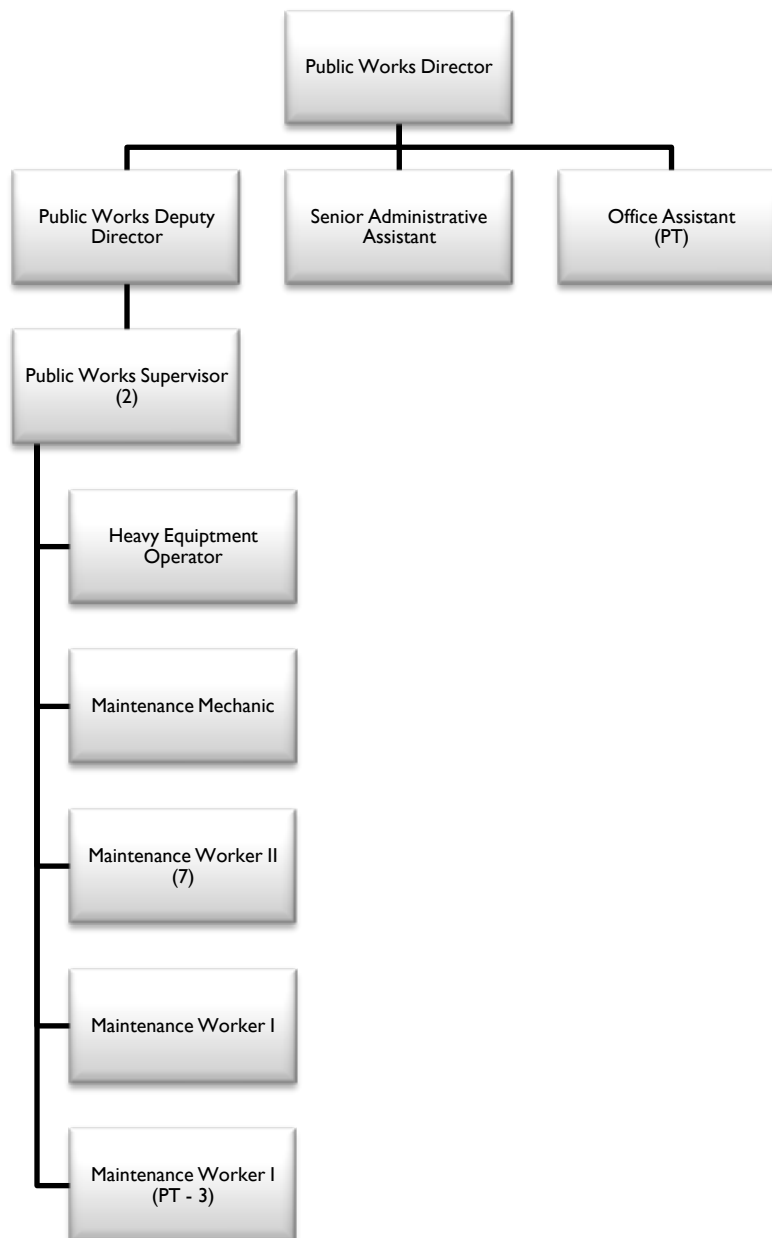 Public Works Director
Public Works Deputy
Director
Senior Administrative
Assistant
Office Assistant
(PT)
Public Works Supervisor
(2)
Heavy Equiptment
Operator
Maintenance Mechanic
Maintenance Worker II
(7)
Maintenance Worker I
Maintenance Worker I
(PT - 3)